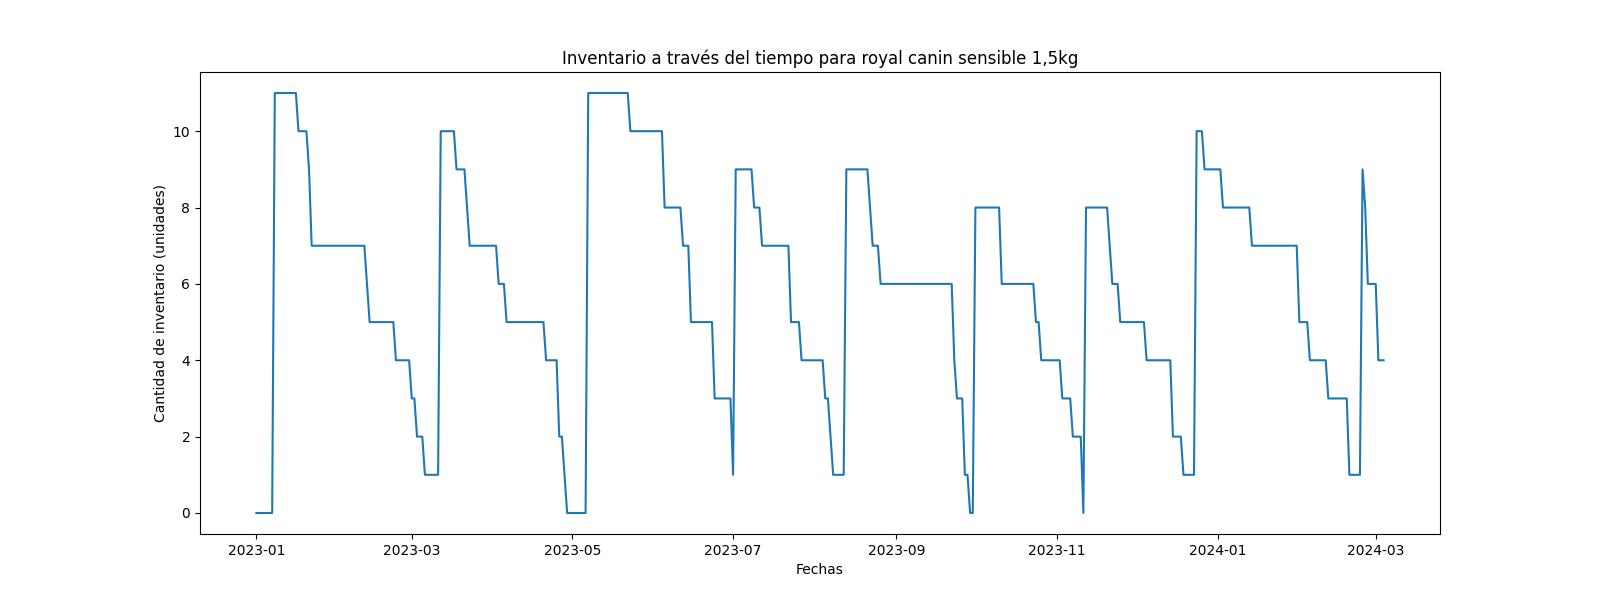 Inventario a través del tiempo para royal canin sensible 1,5kg
Cantidad de inventario (unidades)
10
8
6
4
2
0
2023-01 2023-03 2023-05 2023-07 2023-09 2023-11 2024-01 2024-03
Fechas